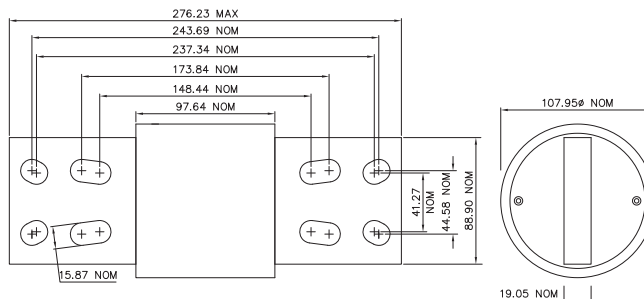 276.23 MAX
243.69 NOM
237.34 NOM
173.84 NOM
148.44 NOM
97.64 NOM
107.95ø NOM
41.27
NOM
44.58 NOM
88.90 NOM
15.87 NOM
19.05 NOM